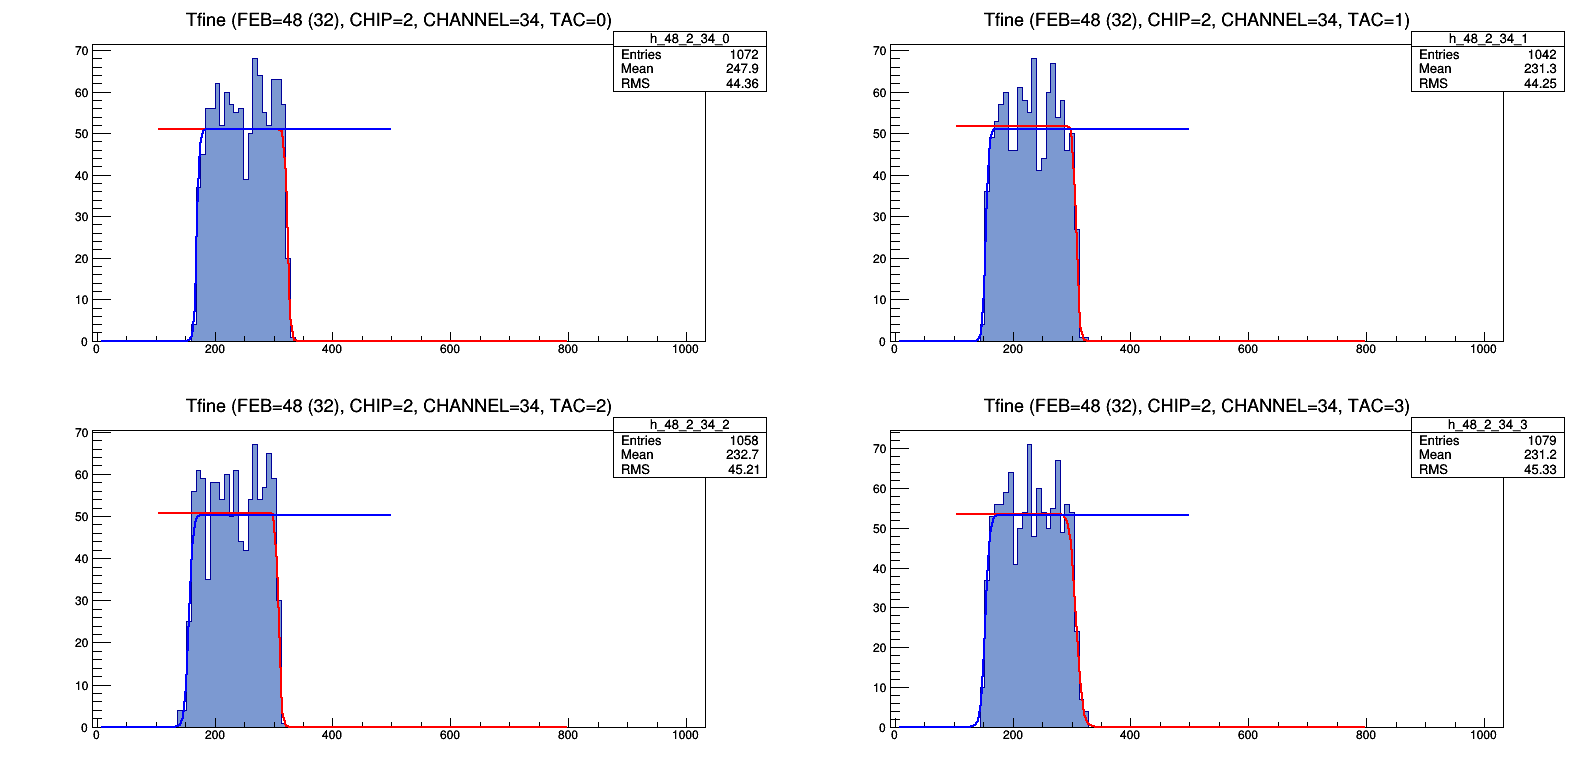 Tfine (FEB=48 (32), CHIP=2, CHANNEL=34, TAC=0)
h_48_2_34_0
Entries 1072
Mean 247.9
RMS 44.36
70
60
50
40
30
20
10
0
0 200 400 600 800 1000
Tfine (FEB=48 (32), CHIP=2, CHANNEL=34, TAC=1)
h_48_2_34_1
Entries 1042
Mean 231.3
RMS 44.25
70
60
50
40
30
20
10
0
0 200 400 600 800 1000
Tfine (FEB=48 (32), CHIP=2, CHANNEL=34, TAC=2)
h_48_2_34_2
Entries 1058
Mean 232.7
RMS 45.21
70
60
50
40
30
20
10
0
0 200 400 600 800 1000
Tfine (FEB=48 (32), CHIP=2, CHANNEL=34, TAC=3)
h_48_2_34_3
Entries 1079
Mean 231.2
RMS 45.33
70
60
50
40
30
20
10
0
0 200 400 600 800 1000